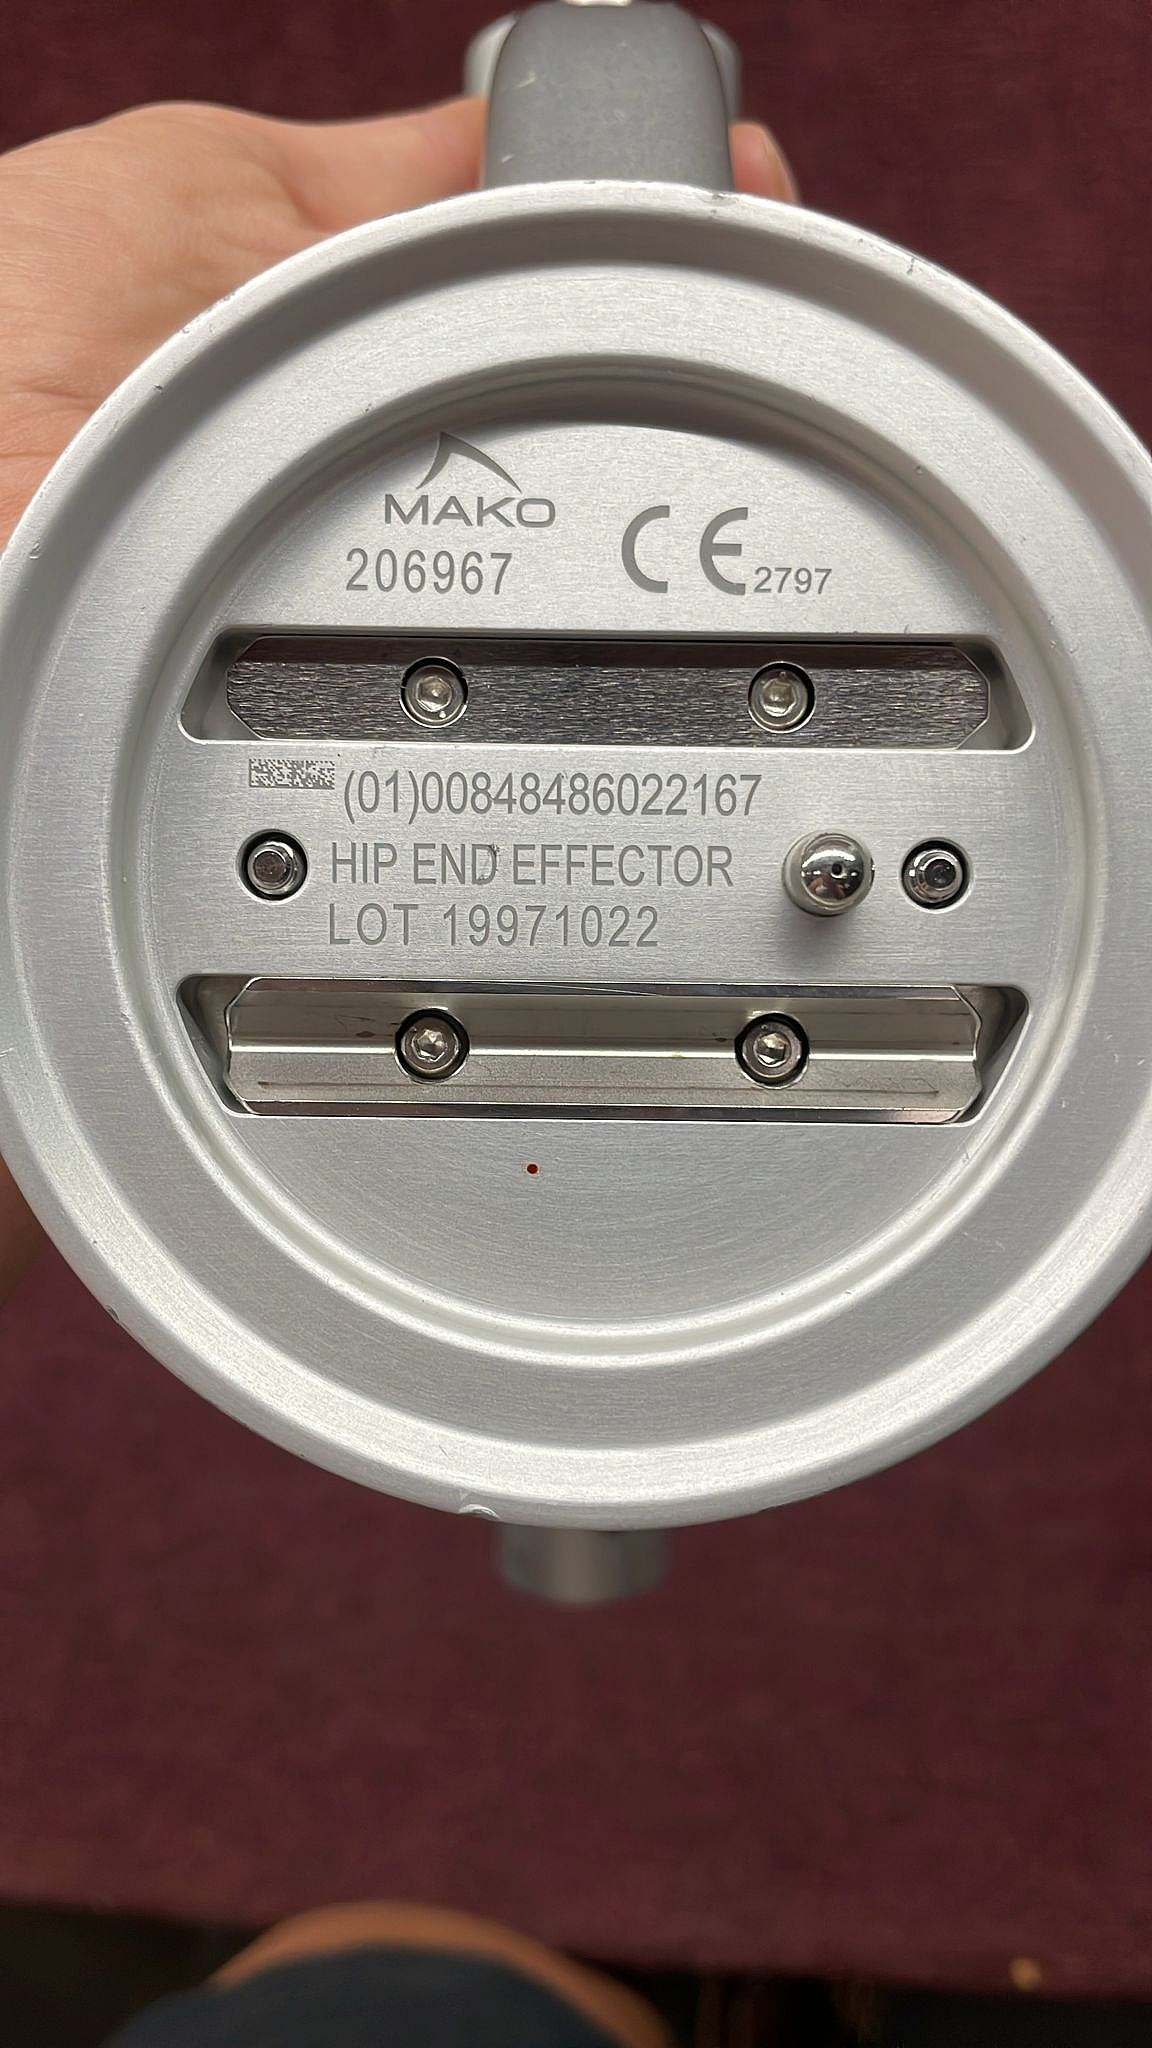 MAKO
206967 CE 2797
(01)00848486022167
HIP END EFFECTOR
LOT 19971022